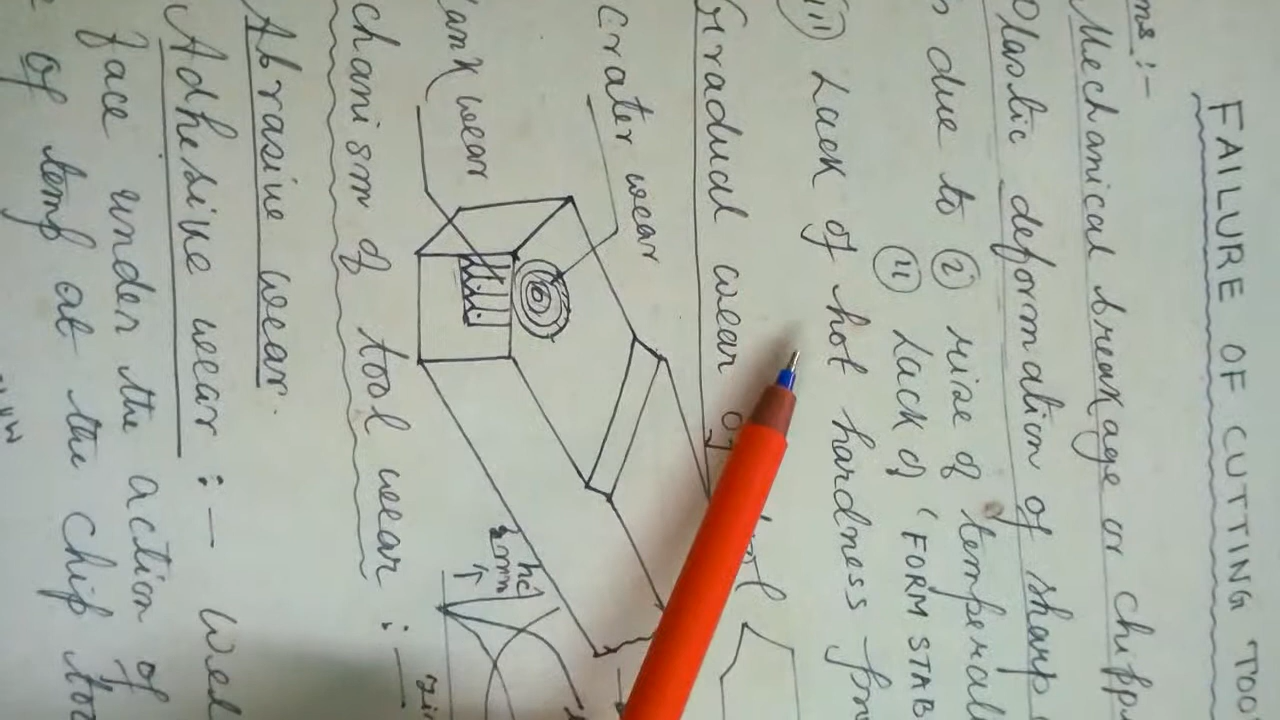 FAILURE OF CUTTING TOO
ms :-
Mechanical breakage or chipp
Plastic deformation of sharp
s due to (i) rise of temperat
(ii) Lack of (FORM STAB
(iii) Lack of hot hardness
Gradual wear of
Crater wear
ank wear
hc
mm
chanism of tool wear :-
Abrasive wear.
Adhesive wear :- Wel
face under the action of
of temp at the chip too